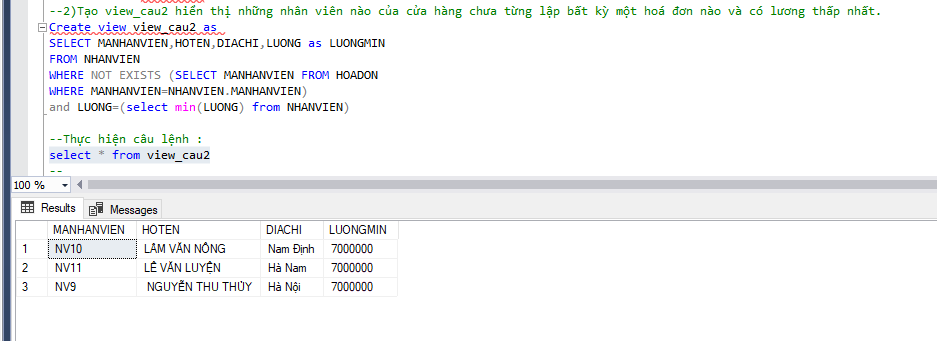 --2)Tạo view_cau2 hiển thị những nhân viên nào của cửa hàng chưa từng lập bất kỳ một hoá đơn nào và có lương thấp nhất.
Create view view_cau2 as
SELECT MANHANVIEN,HOTEN,DIACHI,LUONG as LUONGMIN
FROM NHANVIEN
WHERE NOT EXISTS (SELECT MANHANVIEN FROM HOADON
WHERE MANHANVIEN=NHANVIEN.MANHANVIEN)
and LUONG=(select min(LUONG) from NHANVIEN)
--Thực hiện câu lệnh :
select * from view_cau2
--
100 %
Results Messages
MANHANVIEN HOTEN DIACHI LUONGMIN
1 NV10 LÂM VĂN NÔNG Nam Định 7000000
2 NV11 LÊ VĂN LUYỆN Hà Nam 7000000
3 NV9 NGUYỄN THU THỦY Hà Nội 7000000